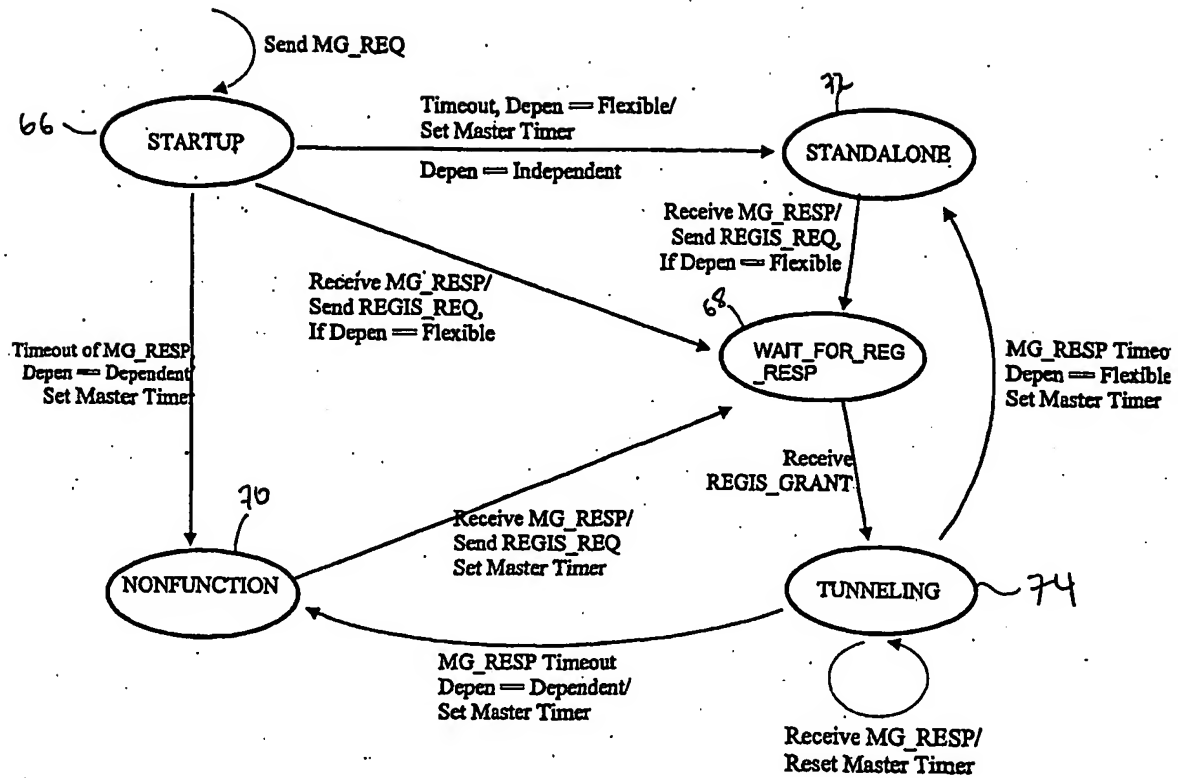 Send MG_REQ
66
STARTUP
Timeout, Depen == Flexible/
Set Master Timer
Depen == Independent
72
STANDALONE
Receive MG_RESP/
Send REGIS_REQ,
If Depen == Flexible
Receive MG_RESP/
Send REGIS_REQ,
If Depen == Flexible
68
WAIT_FOR_REG
_RESP
Timeout of MG_RESP
Depen == Dependent
Set Master Timer
MG_RESP Timeo
Depen == Flexible
Set Master Timer
Receive
REGIS_GRANT
70
NONFUNCTION
Receive MG_RESP/
Send REGIS_REQ
Set Master Timer
TUNNELING
74
MG_RESP Timeout
Depen == Dependent/
Set Master Timer
Receive MG_RESP/
Reset Master Timer